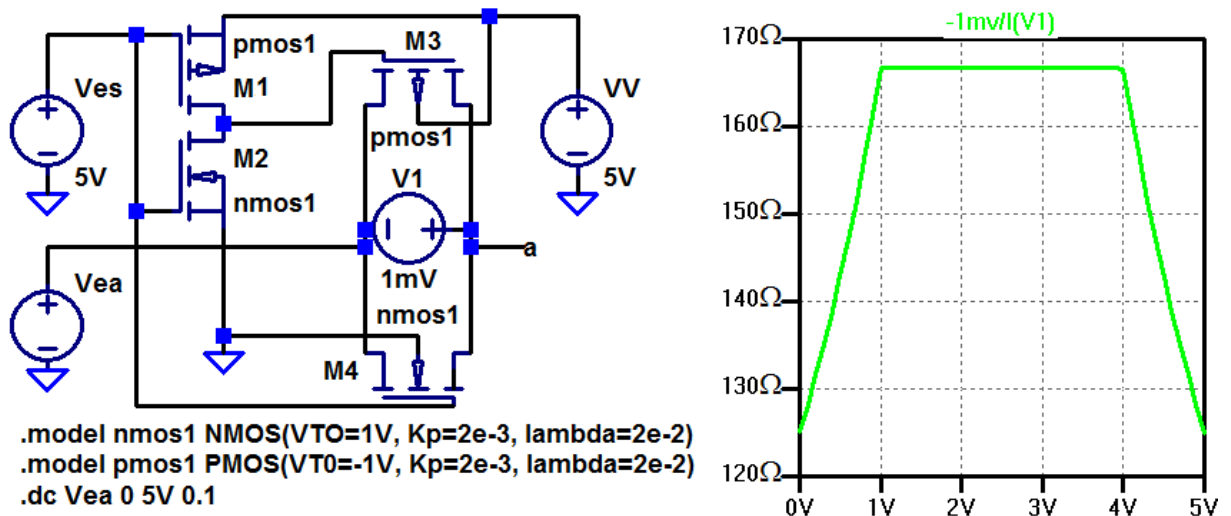 pmos1
M3
Ves
M1
VV
M2
pmos1
5V
V1
5V
nmos1
a
1mV
Vea
nmos1
M4
.model nmos1 NMOS(VTO=1V, Kp=2e-3, lambda=2e-2)
.model pmos1 PMOS(VT0=-1V, Kp=2e-3, lambda=2e-2)
.dc Vea 0 5V 0.1
-1mv/I(V1)
170Ω
160Ω
150Ω
140Ω
130Ω
120Ω
0V 1V 2V 3V 4V 5V